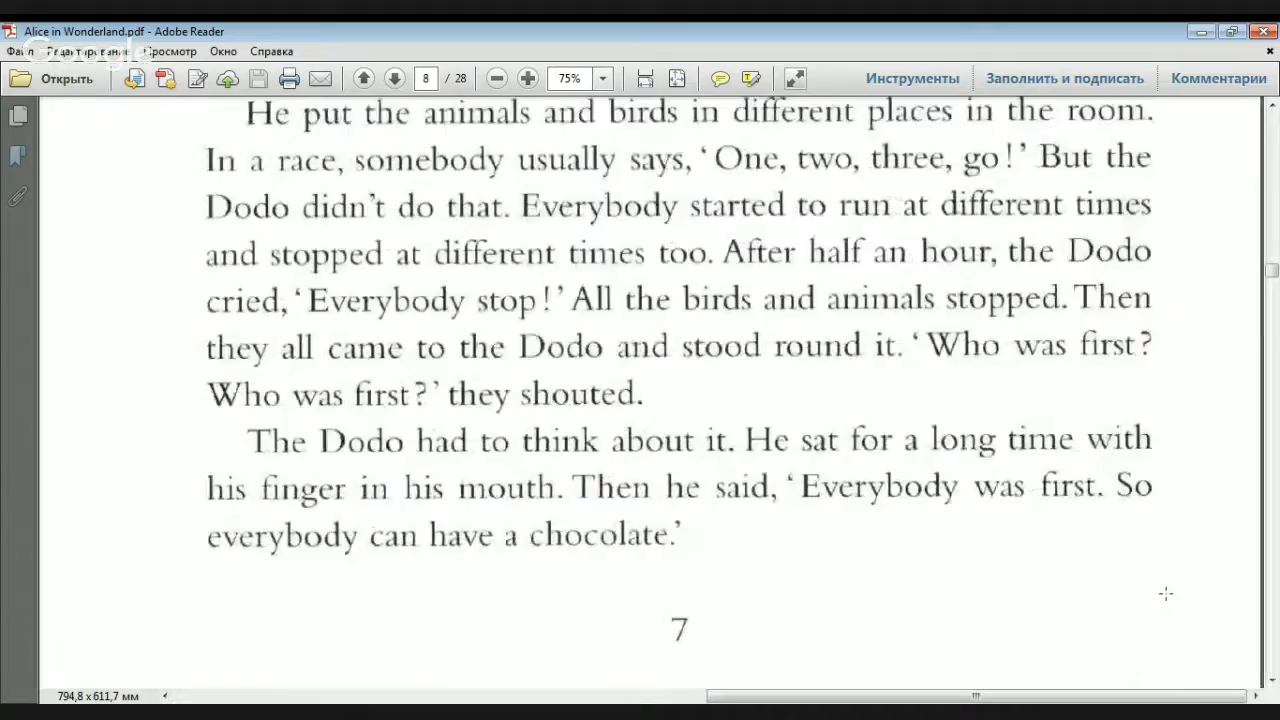 Alice in Wonderland.pdf - Adobe Reader
Файл Редактирование Просмотр Окно Справка
Google
Открыть 8 / 28 75% Инструменты Заполнить и подписать Комментарии
He put the animals and birds in different places in the room.
In a race, somebody usually says, ‘One, two, three, go!’ But the
Dodo didn’t do that. Everybody started to run at different times
and stopped at different times too. After half an hour, the Dodo
cried, ‘Everybody stop!’ All the birds and animals stopped. Then
they all came to the Dodo and stood round it. ‘Who was first?
Who was first?’ they shouted.
The Dodo had to think about it. He sat for a long time with
his finger in his mouth. Then he said, ‘Everybody was first. So
everybody can have a chocolate.’
7
794,8 x 611,7 мм